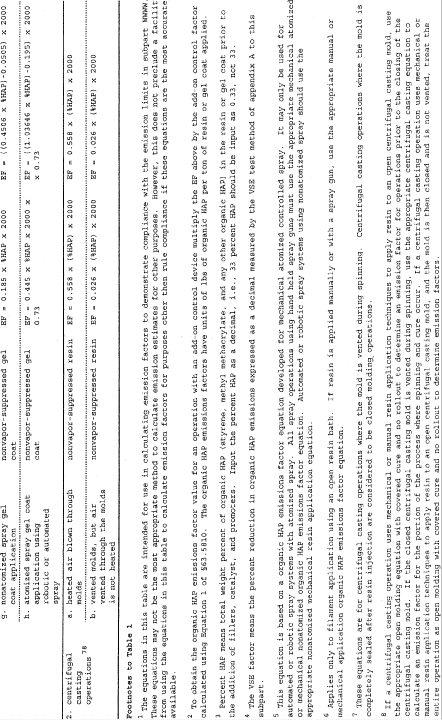 g. nonatomized spray gel coat application nonvapor-suppressed gel coat EF = 0.185 x %HAP x 2000 EF = ((0.4506 x %HAP)-0.0505) x 2000
h. atomized spray gel coat application using robotic or automated spray nonvapor-suppressed gel coat EF = 0.445 x %HAP x 2000 x 0.73 EF = ((1.03646 x %HAP)-0.195) x 2000 x 0.73
2. centrifugal casting operations 78 a. heated air blown through molds nonvapor-suppressed resin EF = 0.558 x (%HAP) x 2000 EF = 0.558 x (%HAP) x 2000
b. vented molds, but air vented through the molds is not heated nonvapor-suppressed resin EF = 0.026 x (%HAP) x 2000 EF = 0.026 x (%HAP) x 2000
Footnotes to Table 1
1 The equations in this table are intended for use in calculating emission factors to demonstrate compliance with the emission limits in subpart WWWW.
These equations may not be the most appropriate method to calculate emission estimates for other purposes. However, this does not preclude a facilit
from using the equations in this table to calculate emission factors for purposes other then rule compliance if these equations are the most accurate
available.
2 To obtain the organic HAP emissions factor value for an operation with an add-on control device multiply the EF above by the add-on control factor
calculated using Equation 1 of §63.5810. The organic HAP emissions factors have units of lbs of organic HAP per ton of resin or gel coat applied.
3 Percent HAP means total weight percent of organic HAP (styrene, methyl methacrylate, and any other organic HAP) in the resin or gel coat prior to
the addition of fillers, catalyst, and promoters. Input the percent HAP as a decimal, i.e. 33 percent HAP should be input as 0.33, not 33.
4 The VSE factor means the percent reduction in organic HAP emissions expressed as a decimal measured by the VSE test method of appendix A to this
subpart.
5 This equation is based on a organic HAP emissions factor equation developed for mechanical atomized controlled spray. It may only be used for
automated or robotic spray systems with atomized spray. All spray operations using hand held spray guns must use the appropriate mechanical atomized
or mechanical nonatomized organic HAP emissions factor equation. Automated or robotic spray systems using nonatomized spray should use the
appropriate nonatomized mechanical resin application equation.
6 Applies only to filament application using an open resin bath. If resin is applied manually or with a spray gun, use the appropriate manual or
mechanical application organic HAP emissions factor equation.
7 These equations are for centrifugal casting operations where the mold is vented during spinning. Centrifugal casting operations where the mold is
completely sealed after resin injection are considered to be closed molding operations.
8 If a centrifugal casting operation uses mechanical or manual resin application techniques to apply resin to an open centrifugal casting mold, use
the appropriate open molding equation with covered cure and no rollout to determine an emission factor for operations prior to the closing of the
centrifugal casting mold. If the closed centrifugal casting mold is vented during spinning, use the appropriate centrifugal casting equation to
calculate an emission factor for the portion of the process where spinning and cure occur. If a centrifugal casting operation uses mechanical or
manual resin application techniques to apply resin to an open centrifugal casting mold, and the mold is then closed and is not vented, treat the
entire operation as open molding with covered cure and no rollout to determine emission factors.